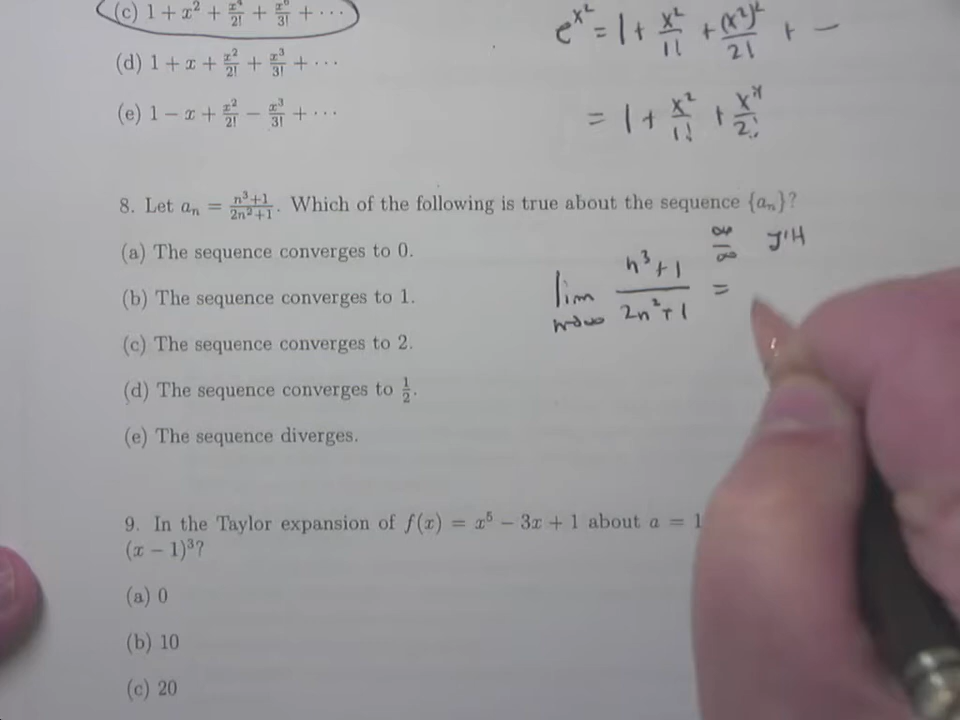 (c) 1 + x² + x⁴/2! + x⁶/3! + ···
e^x² = 1 + x²/1! + (x²)²/2! + –
(d) 1 + x + x²/2! + x³/3! + ···
(e) 1 − x + x²/2! − x³/3! + ···
= 1 + x²/1! + x⁴/2!
8. Let aₙ = n³+1/2n²+1. Which of the following is true about the sequence {aₙ}?
(a) The sequence converges to 0.
lim n→∞ n³+1/2n²+1 = ∞/∞ L'H
(b) The sequence converges to 1.
(c) The sequence converges to 2.
(d) The sequence converges to 1/2.
(e) The sequence diverges.
9. In the Taylor expansion of f(x) = x⁵ − 3x + 1 about a = 1
(x − 1)³?
(a) 0
(b) 10
(c) 20